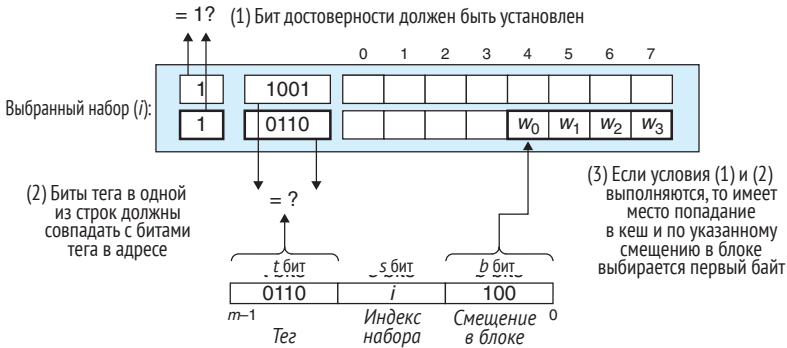 = 1?
(1) Бит достоверности должен быть установлен
0 1 2 3 4 5 6 7
1 1001
Выбранный набор (i):
1 0110 w0 w1 w2 w3
(2) Биты тега в одной
из строк должны
совпадать с битами
тега в адресе
= ?
(3) Если условия (1) и (2)
выполняются, то имеет
место попадание
в кеш и по указанному
смещению в блоке
выбирается первый байт
t бит s бит b бит
0110 i 100
m–1 0
Тег
Индекс
набора
Смещение
в блоке